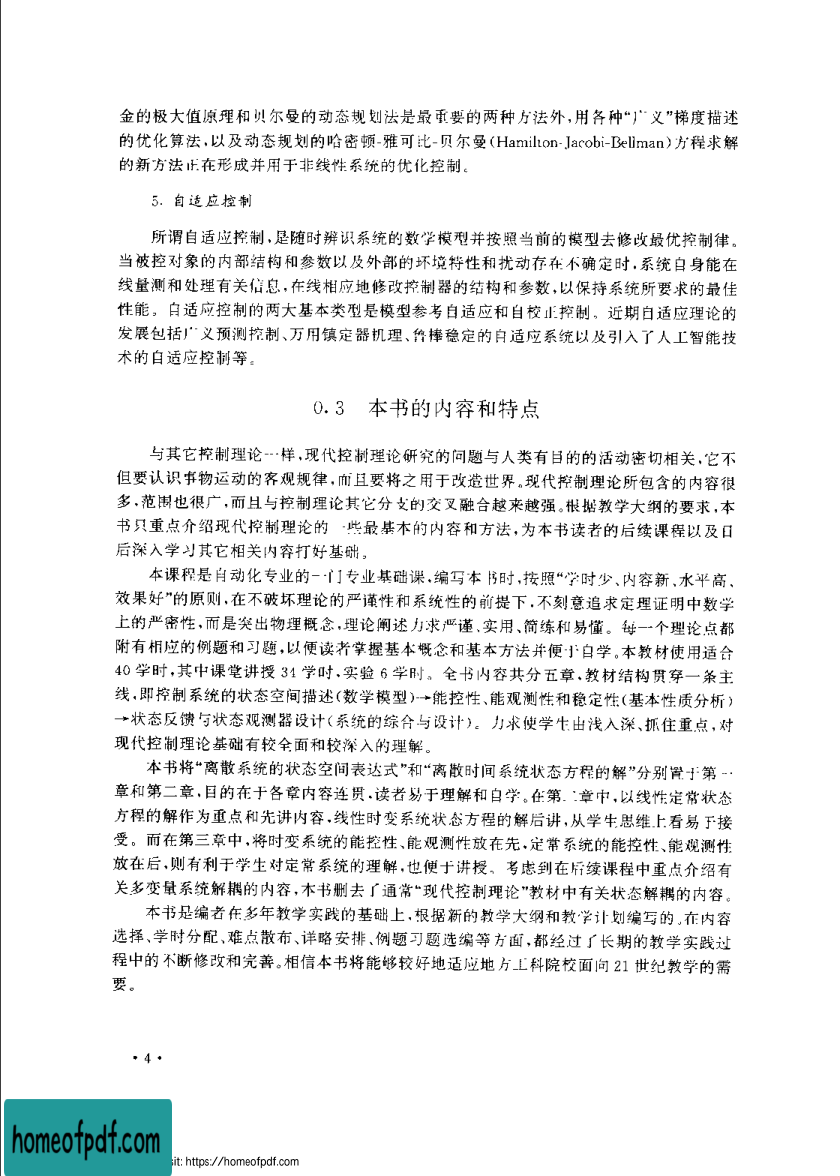 金的极大值原理和贝尔曼的动态规划法是最重要的两种方法外,用各种“广义”梯度描述
的优化算法,以及动态规划的哈密顿-雅可比-贝尔曼(Hamilton-Jacobi-Bellman)方程求解
的新方法正在形成并用于非线性系统的优化控制。
5. 自适应控制
所谓自适应控制,是随时辨识系统的数学模型并按照当前的模型去修改最优控制律。
当被控对象的内部结构和参数以及外部的环境特性和扰动存在不确定时,系统自身能在
线量测和处理有关信息,在线相应地修改控制器的结构和参数,以保持系统所要求的最佳
性能。自适应控制的两大基本类型是模型参考自适应和自校正控制。近期自适应理论的
发展包括广义预测控制、万用镇定器机理、鲁棒稳定的自适应系统以及引入了人工智能技
术的自适应控制等。
0.3 本书的内容和特点
与其它控制理论一样,现代控制理论研究的问题与人类有目的的活动密切相关,它不
但要认识事物运动的客观规律,而且要将之用于改造世界。现代控制理论所包含的内容很
多,范围也很广,而且与控制理论其它分支的交叉融合越来越强。根据教学大纲的要求,本
书只重点介绍现代控制理论的一些最基本的内容和方法,为本书读者的后续课程以及日
后深入学习其它相关内容打好基础。
本课程是自动化专业的一门专业基础课,编写本书时,按照“学时少、内容新、水平高、
效果好”的原则,在不破坏理论的严谨性和系统性的前提下,不刻意追求定理证明中数学
上的严密性,而是突出物理概念,理论阐述力求严谨、实用、简练和易懂。每一个理论点都
附有相应的例题和习题,以便读者掌握基本概念和基本方法并便于自学。本教材使用适合
40 学时,其中课堂讲授 34 学时,实验 6 学时。全书内容共分五章,教材结构贯穿一条主
线,即控制系统的状态空间描述(数学模型)→能控性、能观测性和稳定性(基本性质分析)
→状态反馈与状态观测器设计(系统的综合与设计)。力求使学生由浅入深、抓住重点,对
现代控制理论基础有较全面和较深入的理解。
本书将“离散系统的状态空间表达式”和“离散时间系统状态方程的解”分别置于第一
章和第二章,目的在于各章内容连贯,读者易于理解和自学。在第二章中,以线性定常状态
方程的解作为重点和先讲内容,线性时变系统状态方程的解后讲,从学生思维上看易于接
受。而在第三章中,将时变系统的能控性、能观测性放在先,定常系统的能控性、能观测性
放在后,则有利于学生对定常系统的理解,也便于讲授。考虑到在后续课程中重点介绍有
关多变量系统解耦的内容,本书删去了通常“现代控制理论”教材中有关状态解耦的内容。
本书是编者在多年教学实践的基础上,根据新的教学大纲和教学计划编写的。在内容
选择、学时分配、难点散布、详略安排、例题习题选编等方面,都经过了长期的教学实践过
程中的不断修改和完善。相信本书将能够较好地适应地方工科院校面向 21 世纪教学的需
要。
• 4 •
homeofpdf.com
sit: https://homeofpdf.com